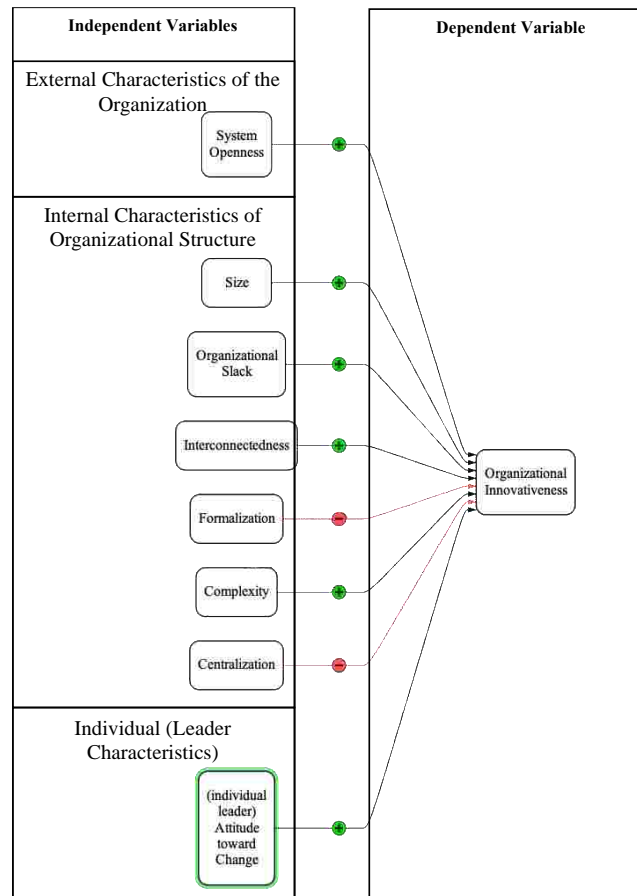 Independent Variables
Dependent Variable
External Characteristics of the
Organization
System
Openness
+
Internal Characteristics of
Organizational Structure
Size
+
Organizational
Slack
+
Interconnectedness
+
Organizational
Innovativeness
Formalization
−
Complexity
+
Centralization
−
Individual (Leader
Characteristics)
(individual
leader)
Attitude
toward
Change
+